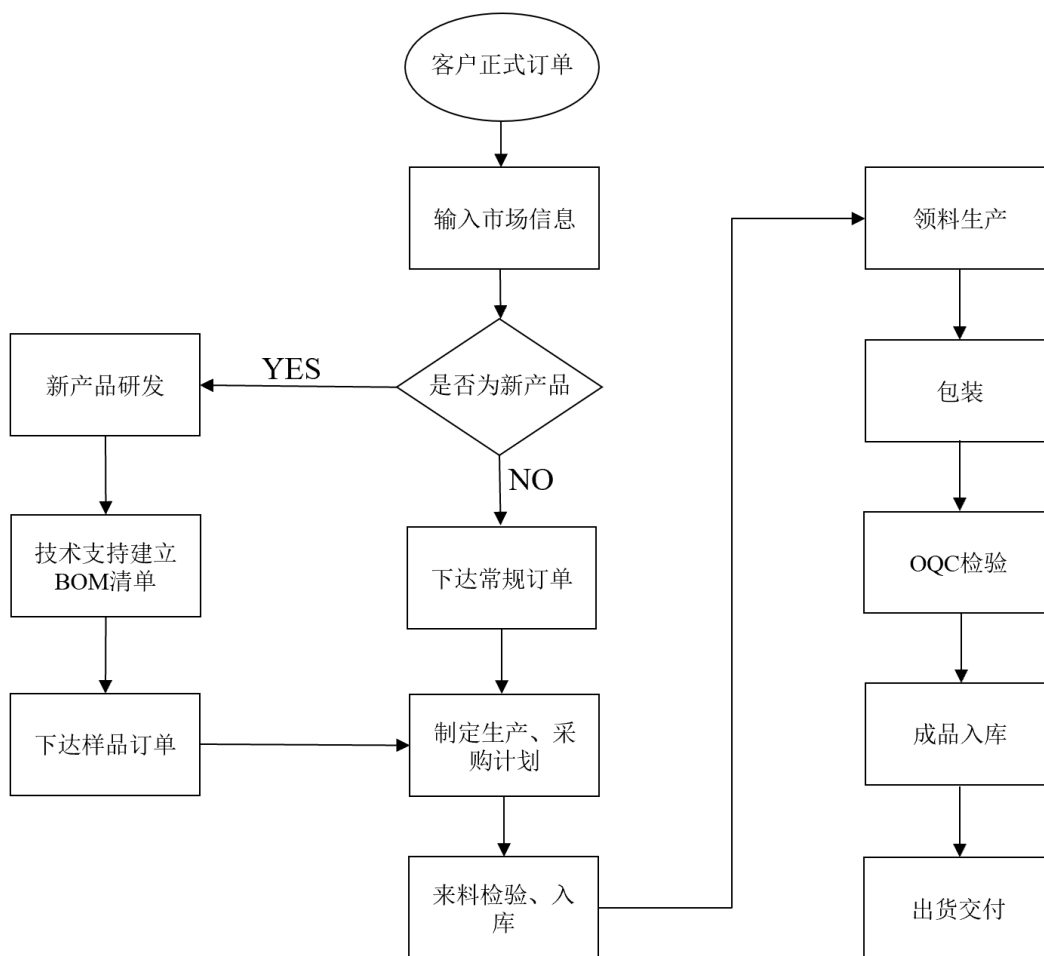 客户正式订单
输入市场信息
是否为新产品
YES
新产品研发
技术支持建立
BOM清单
下达样品订单
NO
下达常规订单
制定生产、采
购计划
来料检验、入
库
领料生产
包装
OQC检验
成品入库
出货交付